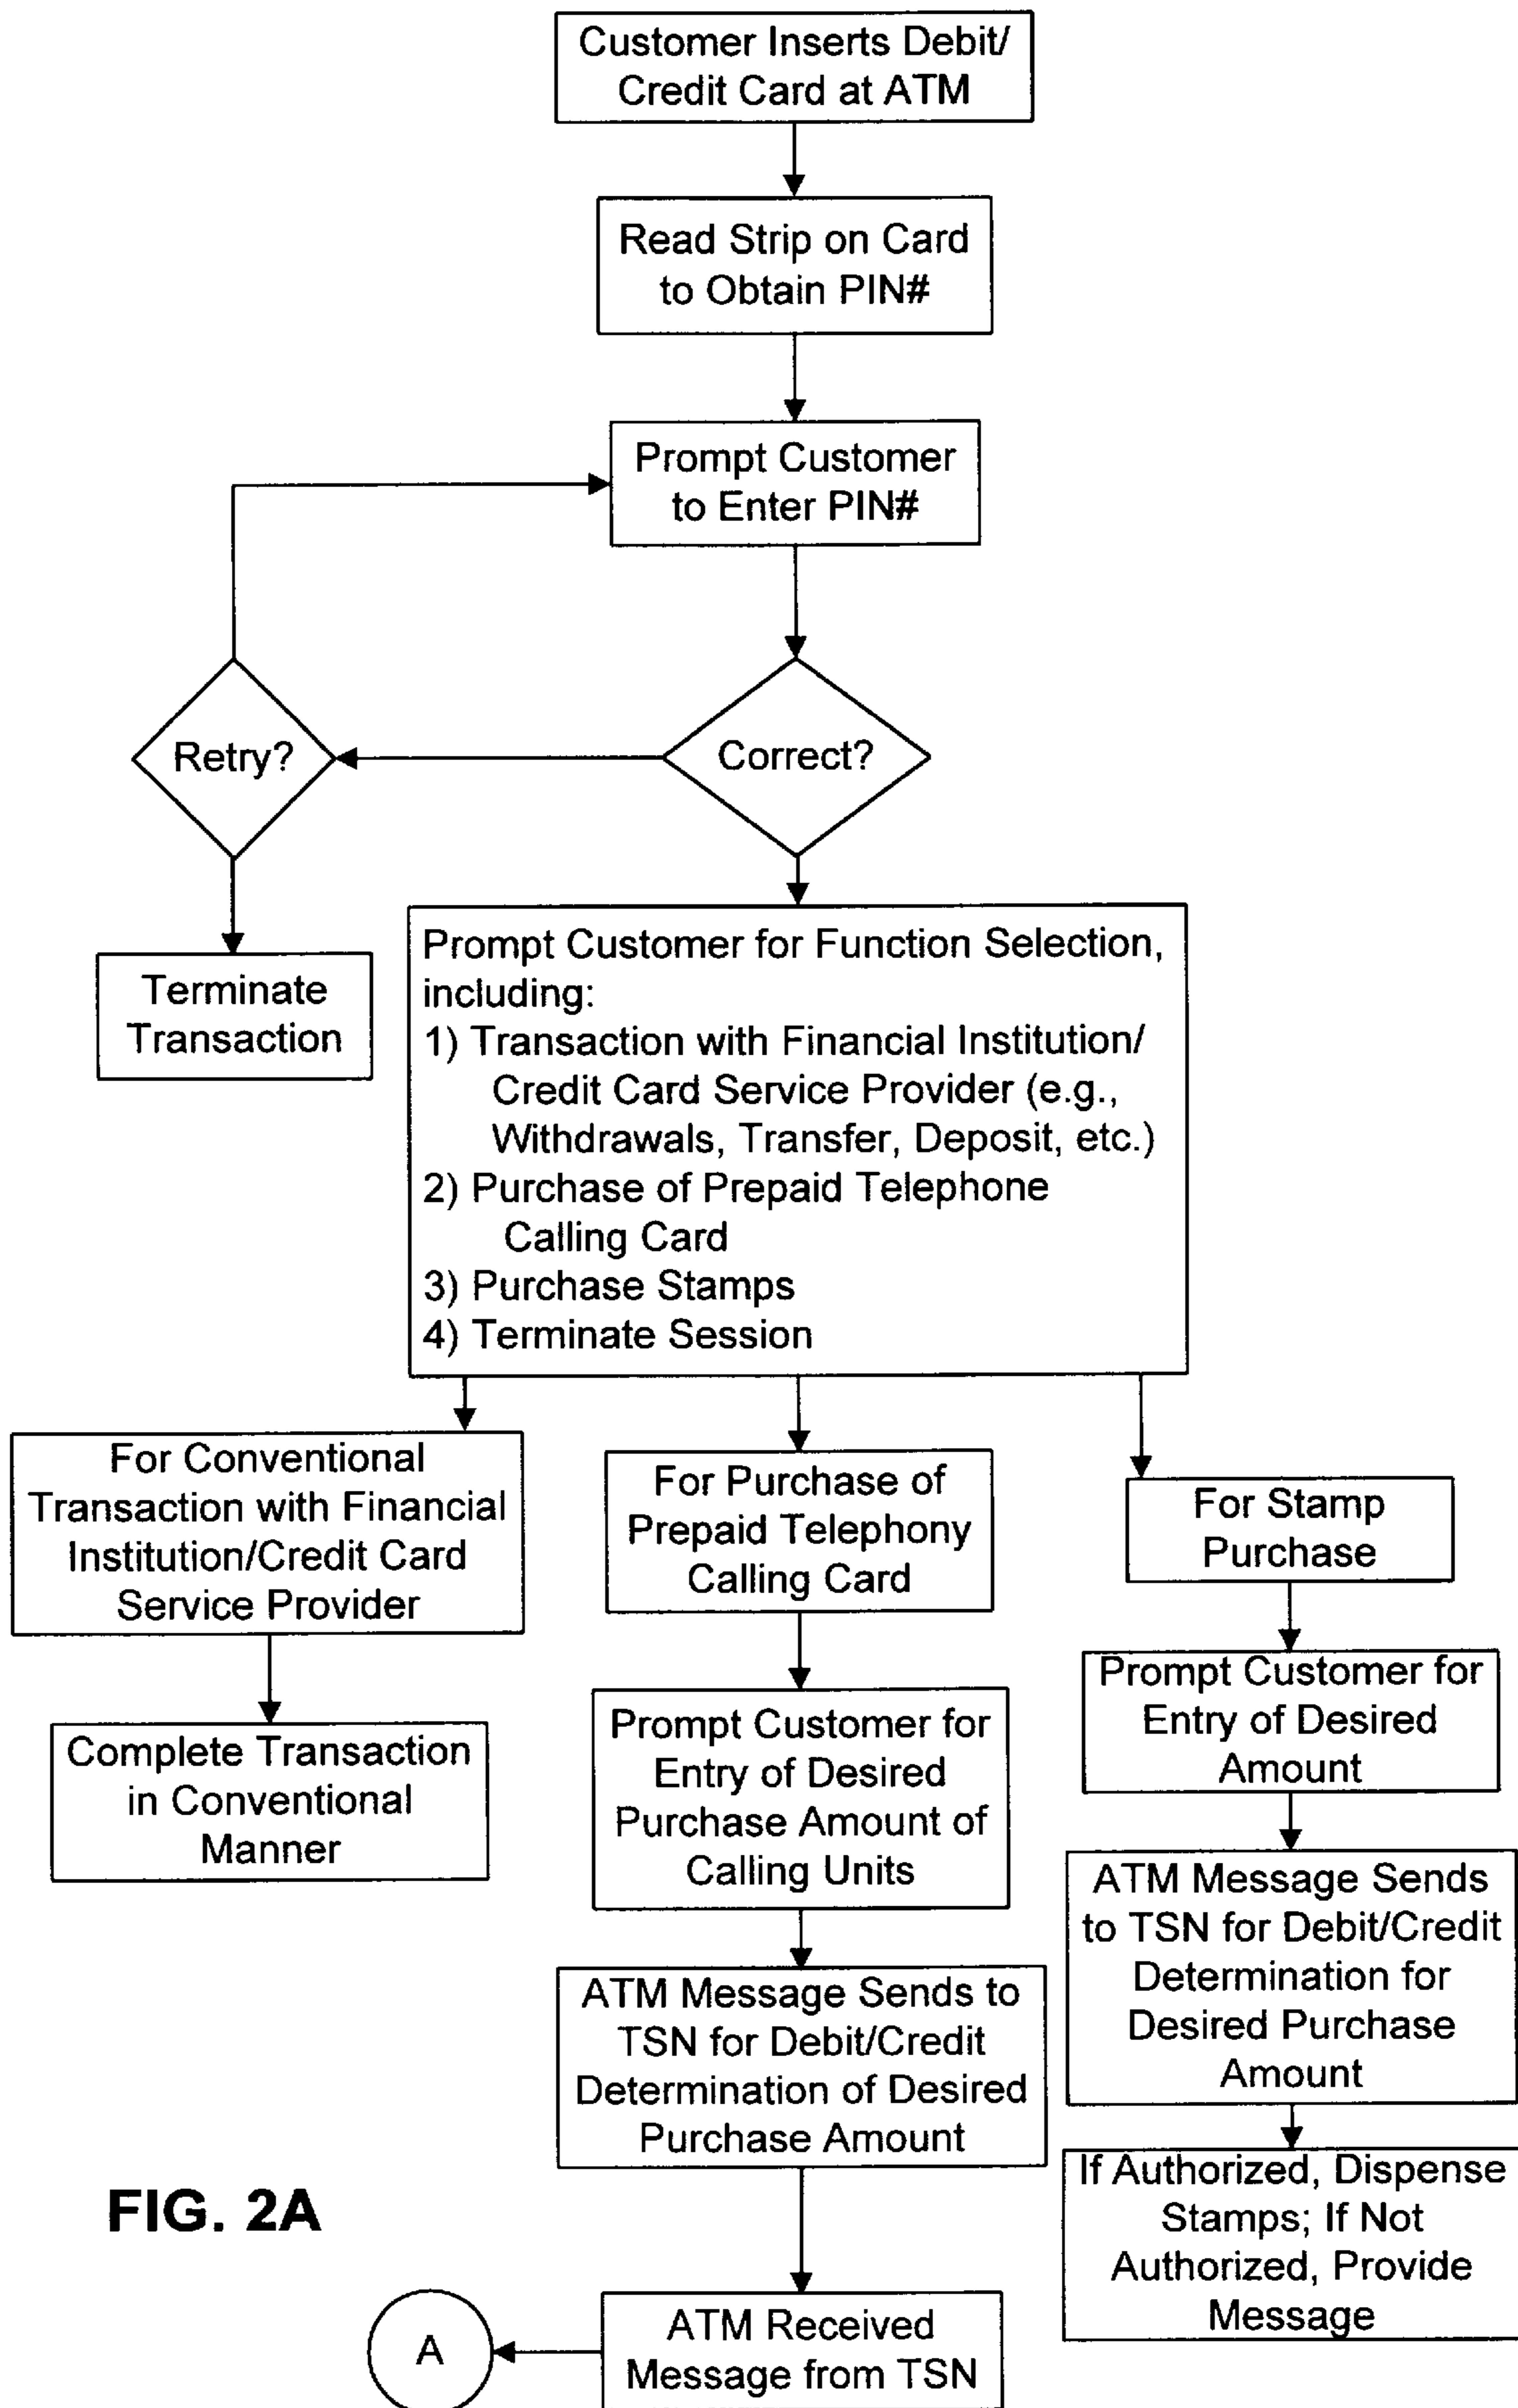 Customer Inserts Debit/
Credit Card at ATM
Read Strip on Card
to Obtain PIN#
Prompt Customer
to Enter PIN#
Retry?
Correct?
Terminate
Transaction
Prompt Customer for Function Selection,
including:
1) Transaction with Financial Institution/
Credit Card Service Provider (e.g.,
Withdrawals, Transfer, Deposit, etc.)
2) Purchase of Prepaid Telephone
Calling Card
3) Purchase Stamps
4) Terminate Session
For Conventional
Transaction with Financial
Institution/Credit Card
Service Provider
Complete Transaction
in Conventional
Manner
For Purchase of
Prepaid Telephony
Calling Card
Prompt Customer for
Entry of Desired
Purchase Amount of
Calling Units
ATM Message Sends to
TSN for Debit/Credit
Determination of Desired
Purchase Amount
ATM Received
Message from TSN
A
For Stamp
Purchase
Prompt Customer for
Entry of Desired
Amount
ATM Message Sends
to TSN for Debit/Credit
Determination for
Desired Purchase
Amount
If Authorized, Dispense
Stamps; If Not
Authorized, Provide
Message
FIG. 2A